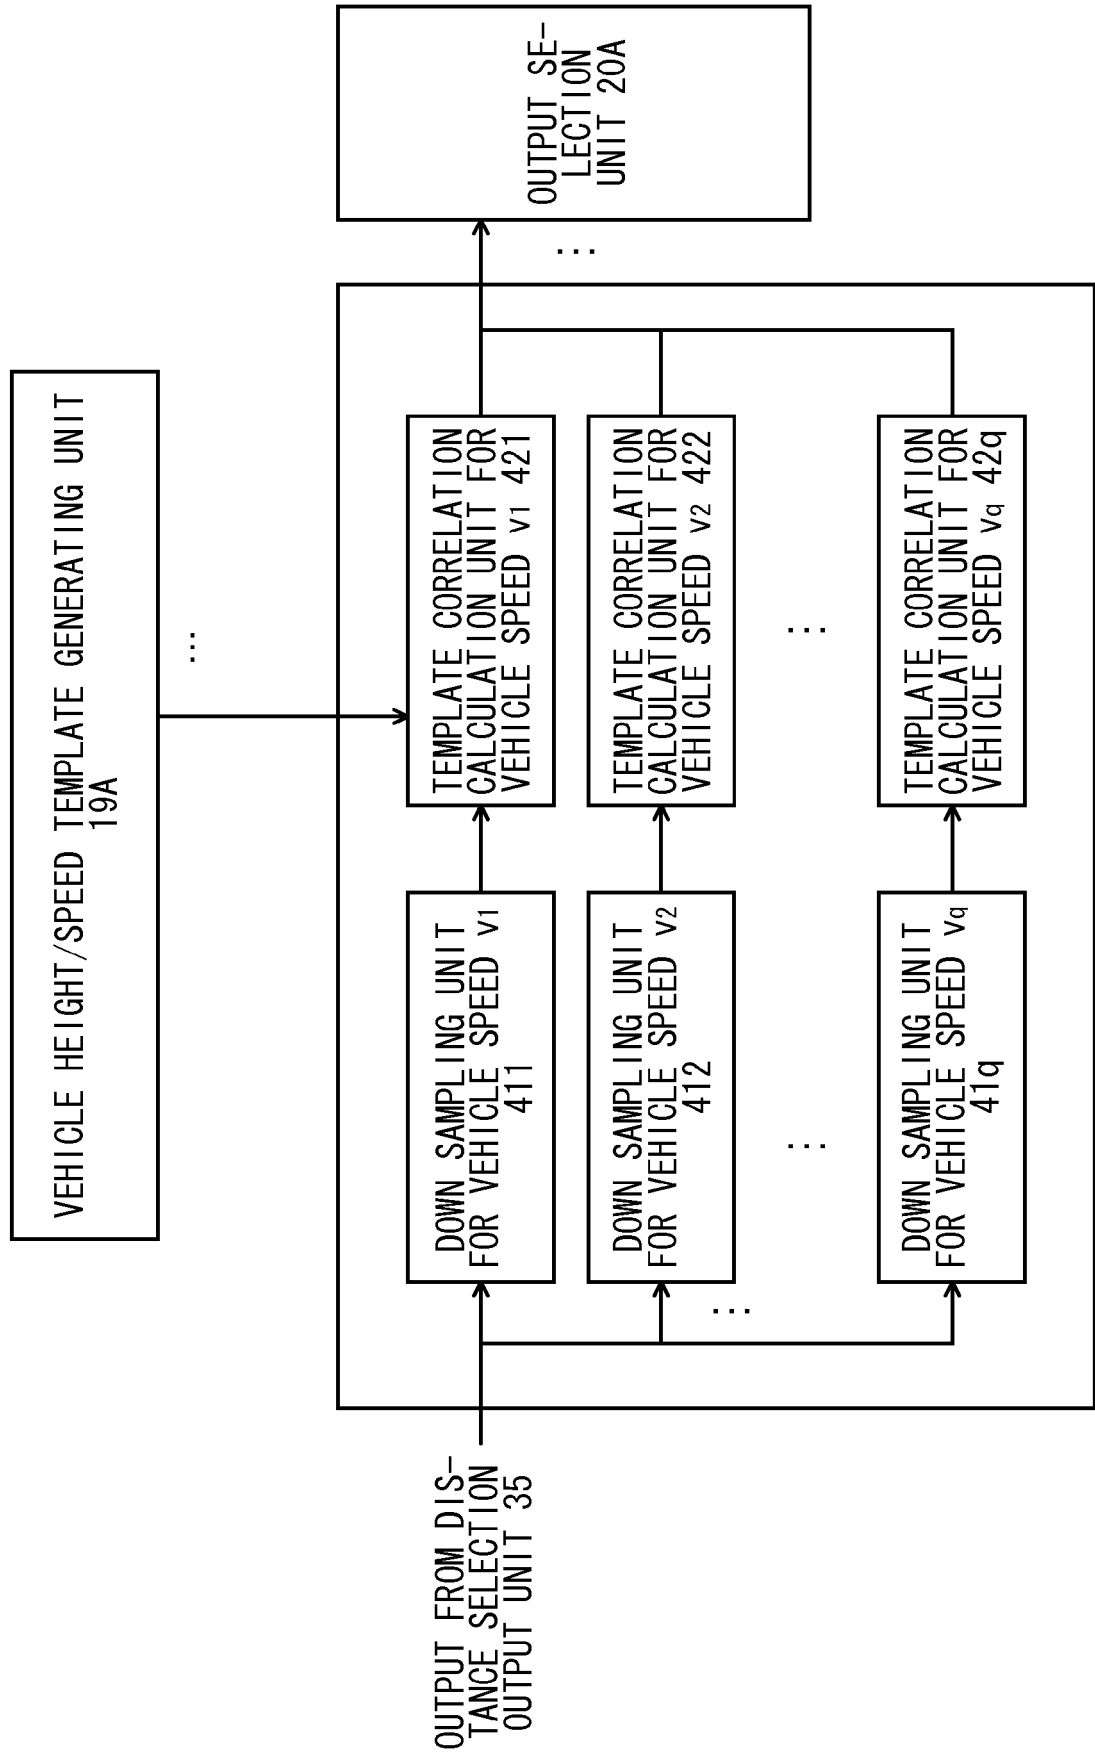 VEHICLE HEIGHT/SPEED TEMPLATE GENERATING UNIT
19A
...
OUTPUT FROM DIS-
TANCE SELECTION
OUTPUT UNIT 35
DOWN SAMPLING UNIT
FOR VEHICLE SPEED V1
411
TEMPLATE CORRELATION
CALCULATION UNIT FOR
VEHICLE SPEED V1 421
OUTPUT SE-
LECTION
UNIT 20A
...
DOWN SAMPLING UNIT
FOR VEHICLE SPEED V2
412
TEMPLATE CORRELATION
CALCULATION UNIT FOR
VEHICLE SPEED V2 422
...
...
...
DOWN SAMPLING UNIT
FOR VEHICLE SPEED Vq
41q
TEMPLATE CORRELATION
CALCULATION UNIT FOR
VEHICLE SPEED Vq 42q